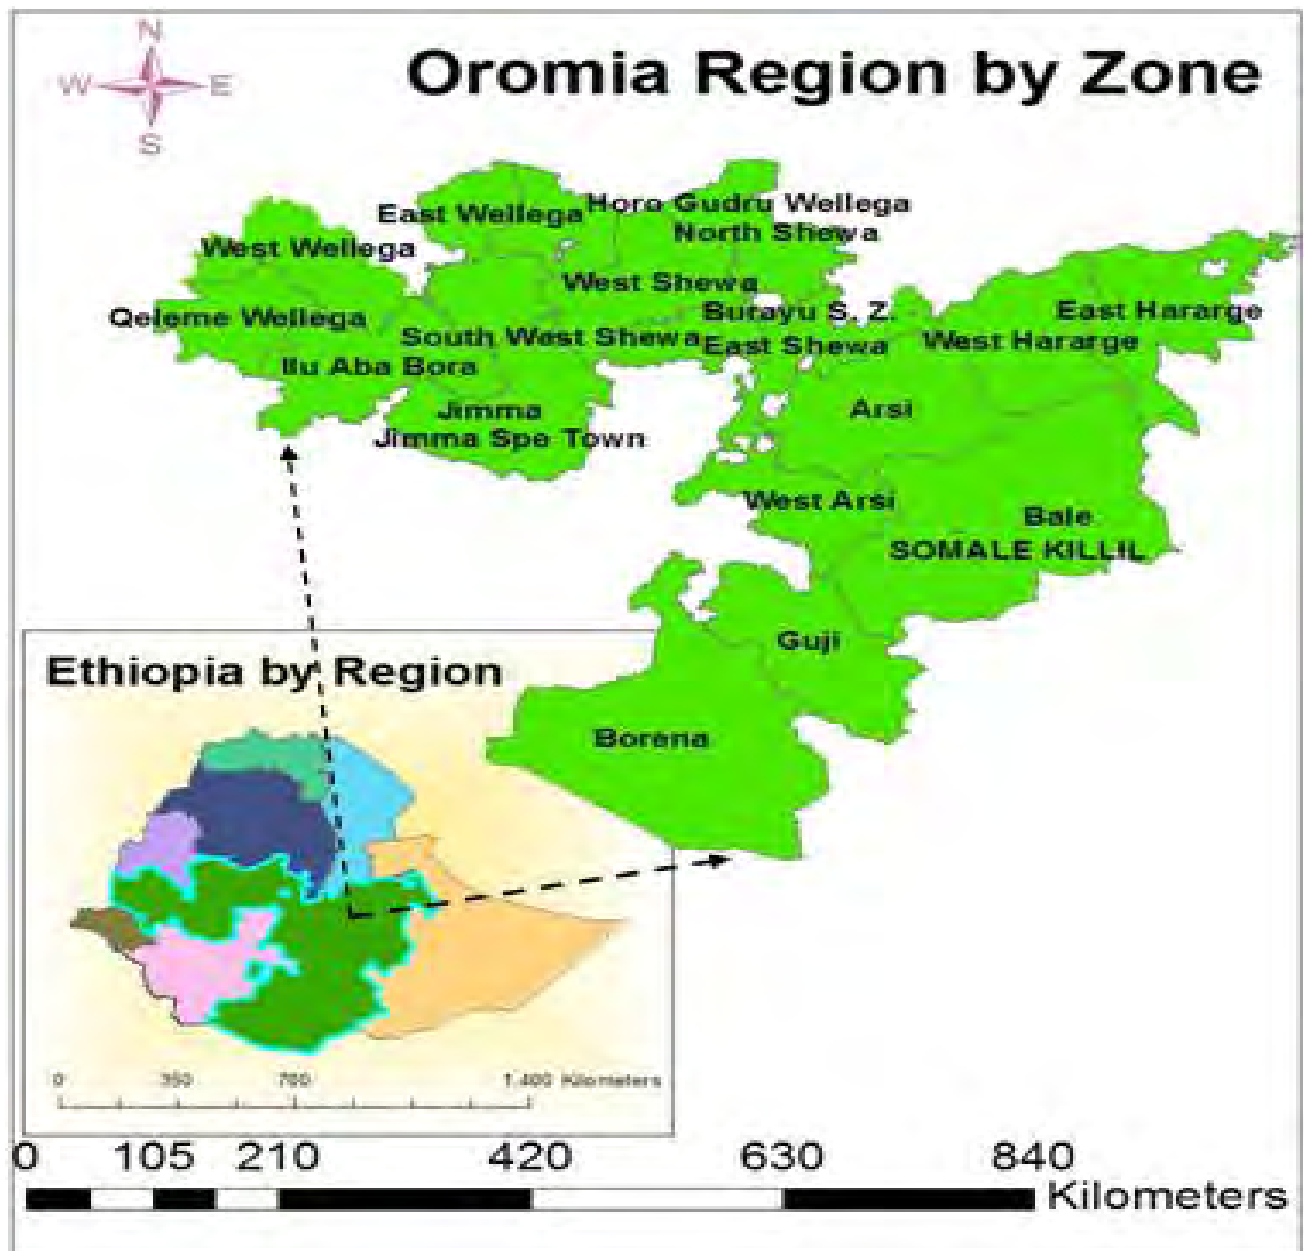 N
W E
S
Oromia Region by Zone
East Wellega
Horo Gudru Wellega
North Shewa
West Wellega
West Shewa
Qeleme Wellega
Burayu S. Z.
East Hararge
South West Shewa
East Shewa
West Hararge
Ilu Aba Bora
Jimma
Arsi
Jimma Spe Town
West Arsi
Bale
SOMALE KILLIL
Guji
Borena
Ethiopia by Region
0 350 700 1,400 Kilometers
0 105 210 420 630 840
Kilometers